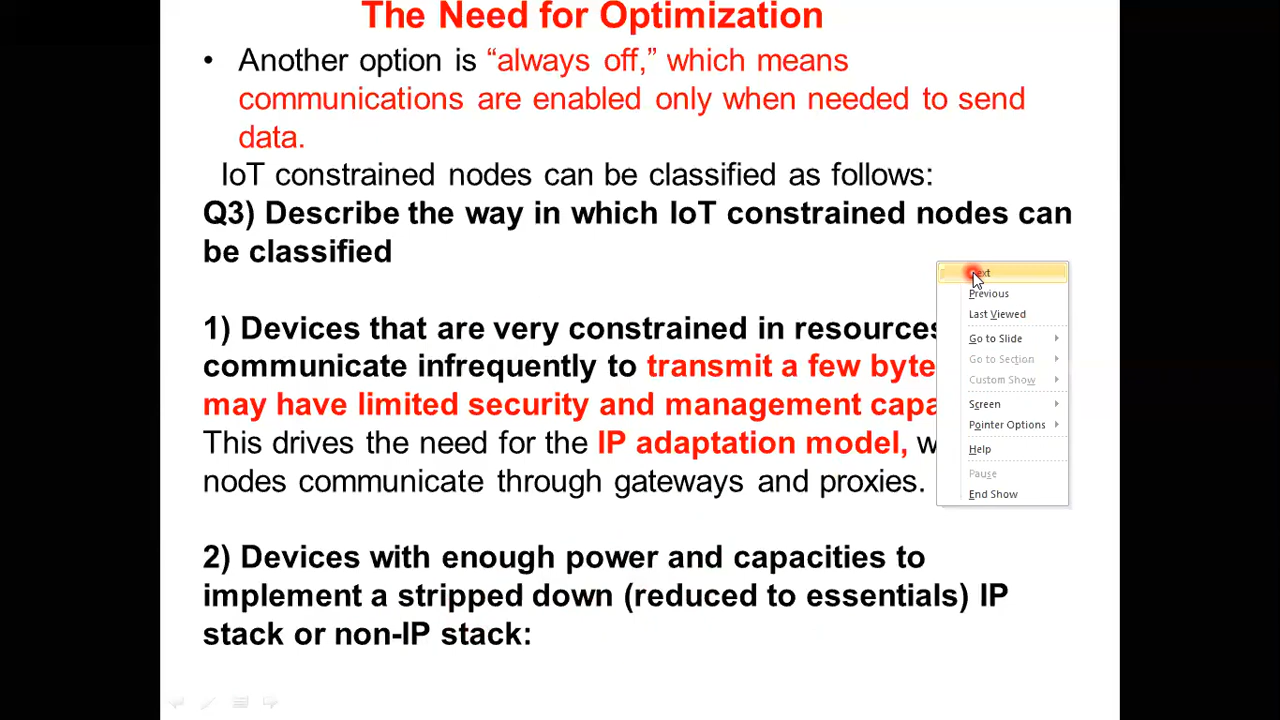 The Need for Optimization
• Another option is “always off,” which means
communications are enabled only when needed to send
data.
IoT constrained nodes can be classified as follows:
Q3) Describe the way in which IoT constrained nodes can
be classified
1) Devices that are very constrained in resources
communicate infrequently to transmit a few byte
may have limited security and management capa
This drives the need for the IP adaptation model, w
nodes communicate through gateways and proxies.
2) Devices with enough power and capacities to
implement a stripped down (reduced to essentials) IP
stack or non-IP stack:
Previous
Last Viewed
Go to Slide
Go to Section
Custom Show
Screen
Pointer Options
Help
Pause
End Show